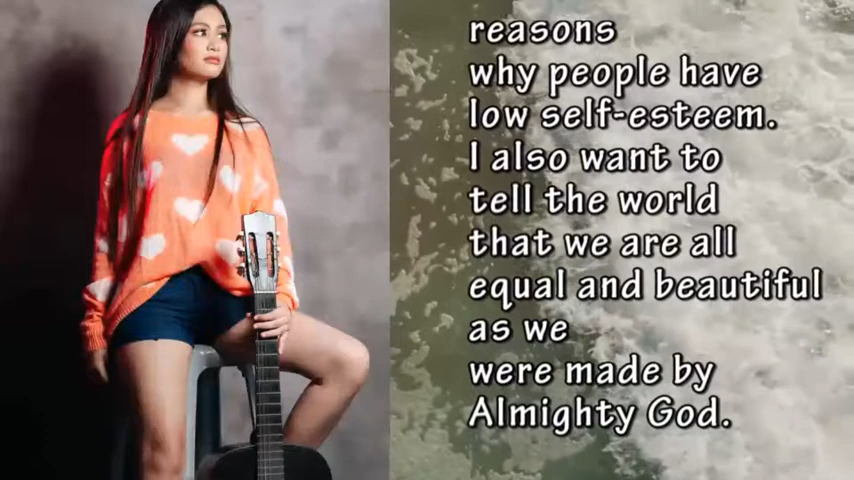 reasons
why people have
low self-esteem.
I also want to
tell the world
that we are all
equal and beautiful
as we
were made by
Almighty God.